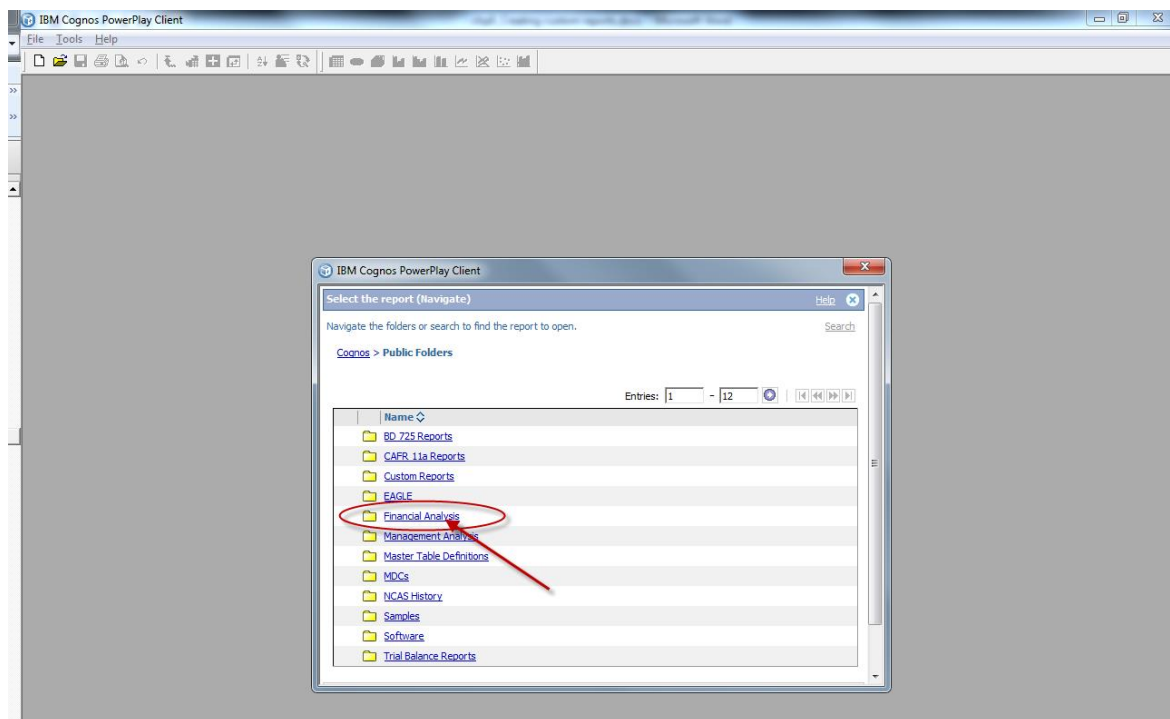 IBM Cognos PowerPlay Client
File Tools Help
IBM Cognos PowerPlay Client
Select the report (Navigate) Help
Navigate the folders or search to find the report to open. Search
Cognos > Public Folders
Entries: 1 - 12
Name
BD 725 Reports
CAFR 11a Reports
Custom Reports
EAGLE
Financial Analysis
Management Analysis
Master Table Definitions
MDCs
NCAS History
Samples
Software
Trial Balance Reports